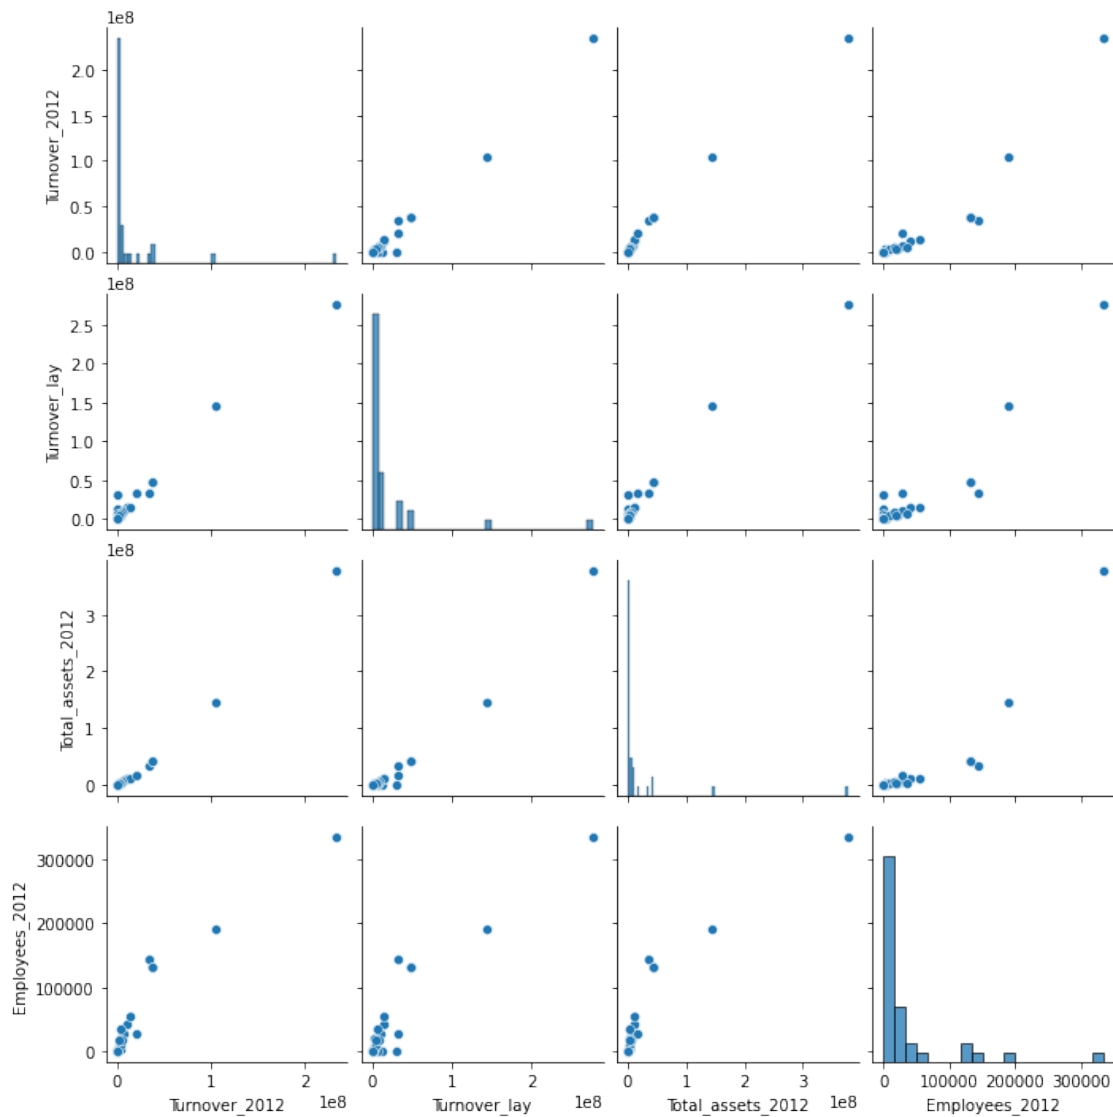 1e8
2.0
1.5
1.0
0.5
0.0
Turnover_2012
1e8
2.5
2.0
1.5
1.0
0.5
0.0
Turnover_lay
1e8
3
2
1
0
Total_assets_2012
300000
200000
100000
0
Employees_2012
0 1 2
1e8
Turnover_2012
0 2
1e8
Turnover_lay
0 1 2 3
1e8
Total_assets_2012
0 100000 200000 300000
Employees_2012